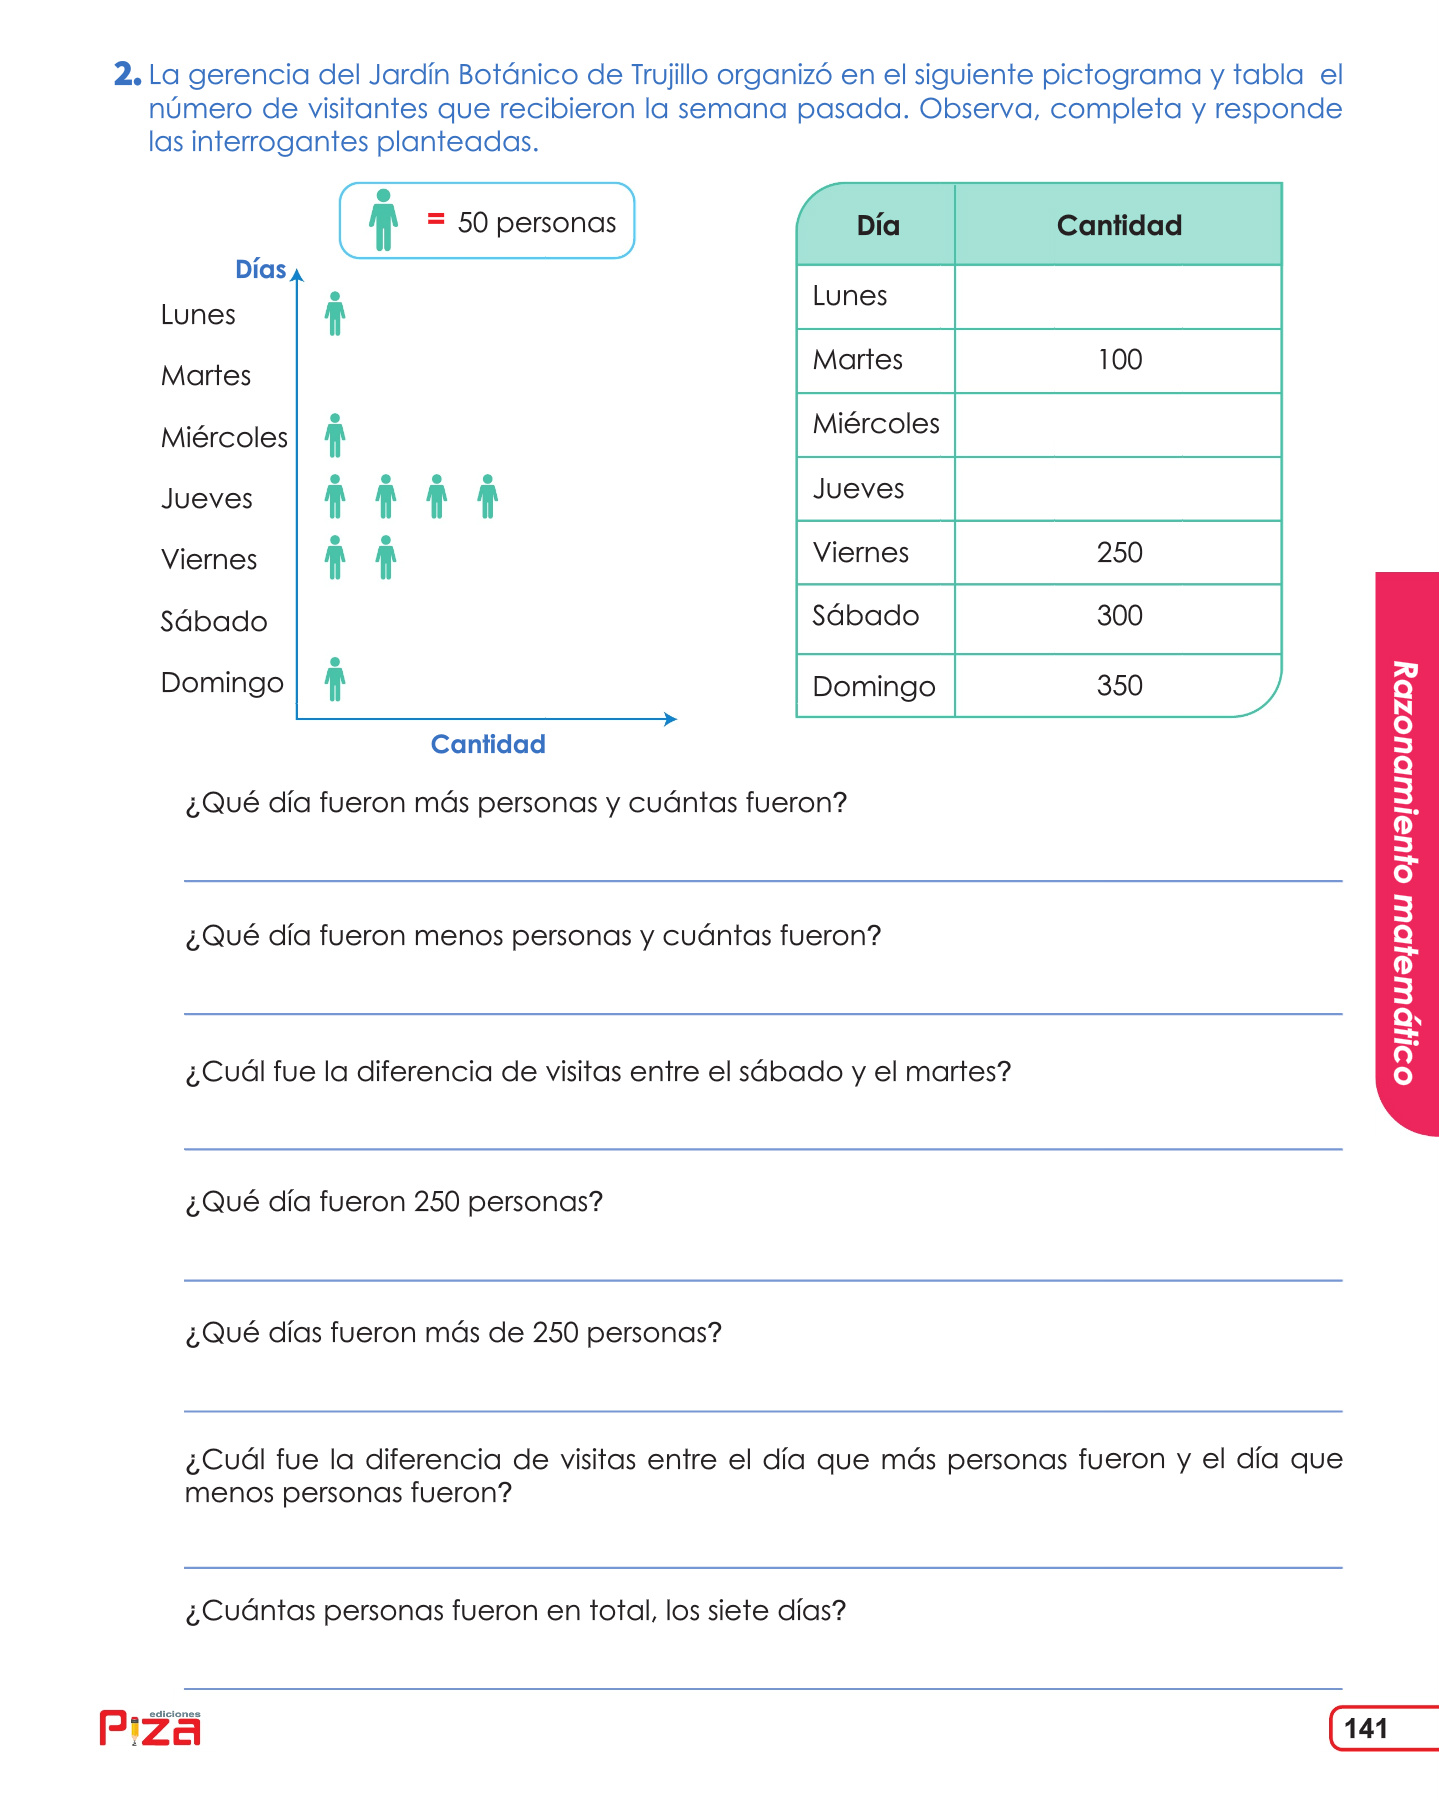 2. La gerencia del Jardín Botánico de Trujillo organizó en el siguiente pictograma y tabla el
número de visitantes que recibieron la semana pasada. Observa, completa y responde
las interrogantes planteadas.
= 50 personas
Días
Lunes
Martes
Miércoles
Jueves
Viernes
Sábado
Domingo
Cantidad
Día Cantidad
Lunes
Martes 100
Miércoles
Jueves
Viernes 250
Sábado 300
Domingo 350
¿Qué día fueron más personas y cuántas fueron?
¿Qué día fueron menos personas y cuántas fueron?
¿Cuál fue la diferencia de visitas entre el sábado y el martes?
¿Qué día fueron 250 personas?
¿Qué días fueron más de 250 personas?
¿Cuál fue la diferencia de visitas entre el día que más personas fueron y el día que
menos personas fueron?
¿Cuántas personas fueron en total, los siete días?
Razonamiento matemático
ediciones
Piza
141